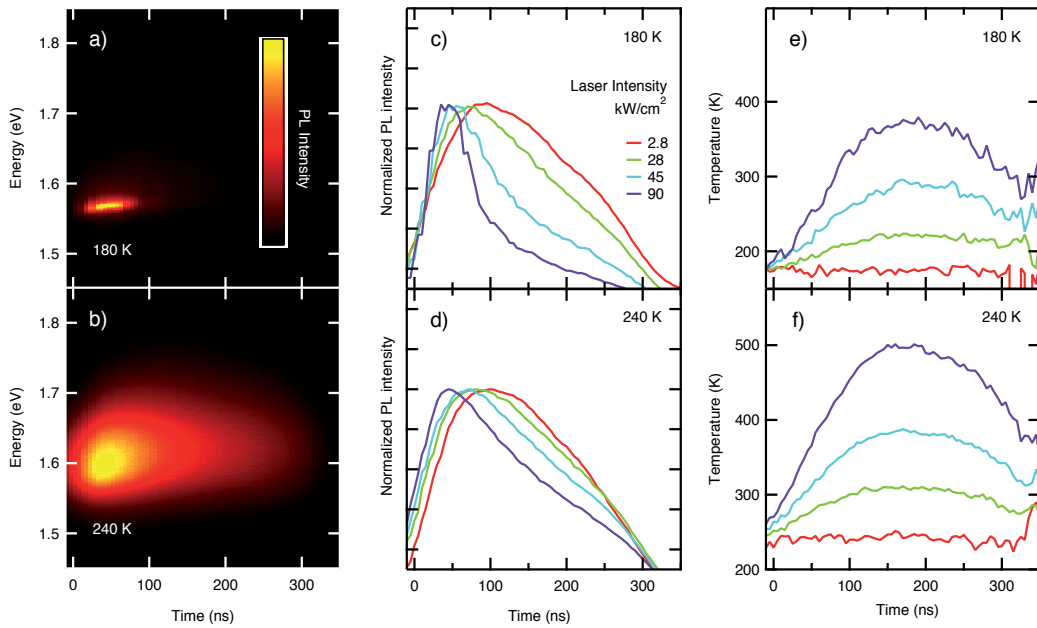 a)
1.8
1.7
1.6
1.5
Energy (eV)
PL Intensity
180 K
b)
1.8
1.7
1.6
1.5
Energy (eV)
240 K
0
100
200
300
Time (ns)
c)
180 K
Normalized PL intensity
Laser Intensity
kW/cm²
2.8
28
45
90
d)
240 K
Normalized PL intensity
0
100
200
300
Time (ns)
e)
180 K
400
300
200
Temperature (K)
f)
240 K
500
400
300
200
Temperature (K)
0
100
200
300
Time (ns)